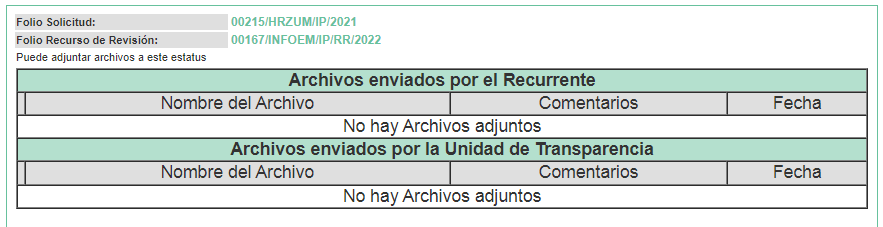 Folio Solicitud: 00215/HRZUM/IP/2021
Folio Recurso de Revisión: 00167/INFOEM/IP/RR/2022
Puede adjuntar archivos a este estatus
Archivos enviados por el Recurrente
Nombre del Archivo Comentarios Fecha
No hay Archivos adjuntos
Archivos enviados por la Unidad de Transparencia
Nombre del Archivo Comentarios Fecha
No hay Archivos adjuntos